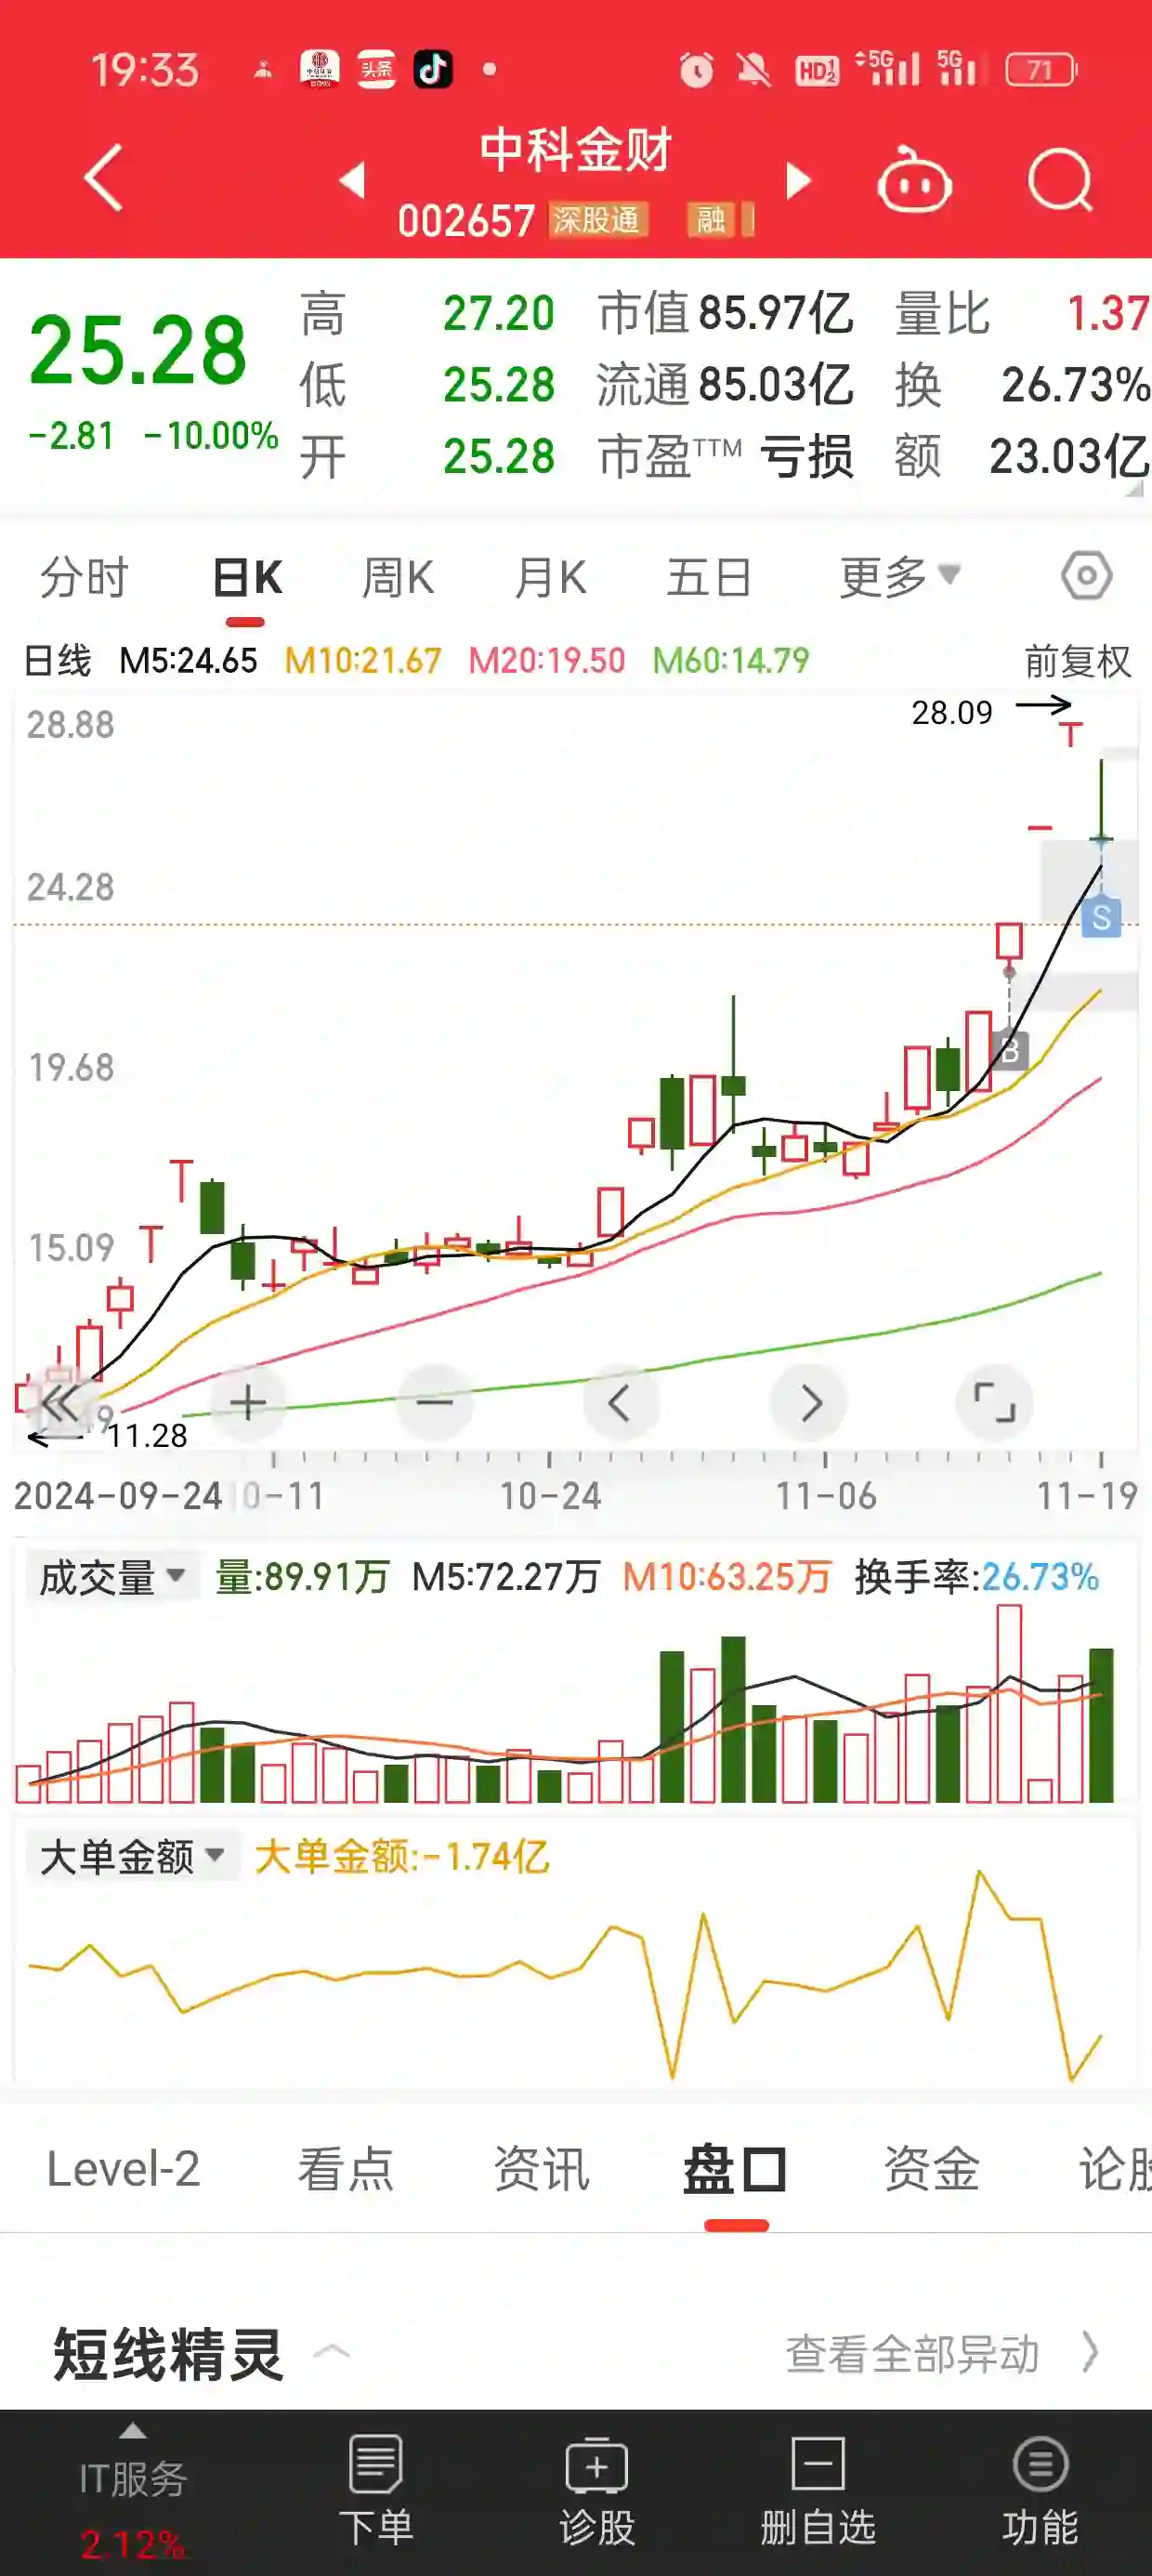 19:33 头条 HD 1 2 5G 5G 71
中科金财
002657 深股通 融
25.28
-2.81 -10.00%
高 27.20 市值 85.97亿 量比 1.37
低 25.28 流通 85.03亿 换 26.73%
开 25.28 市盈TTM 亏损 额 23.03亿
分时 日K 周K 月K 五日 更多
日线 M5:24.65 M10:21.67 M20:19.50 M60:14.79 前复权
28.88 28.09
24.28
S
19.68
B
15.09
9
11.28
2024-09-24 10-11 10-24 11-06 11-19
成交量 量:89.91万 M5:72.27万 M10:63.25万 换手率:26.73%
大单金额 大单金额:-1.74亿
Level-2 看点 资讯 盘口 资金 论股
短线精灵 查看全部异动
IT服务 2.12% 下单 诊股 删自选 功能